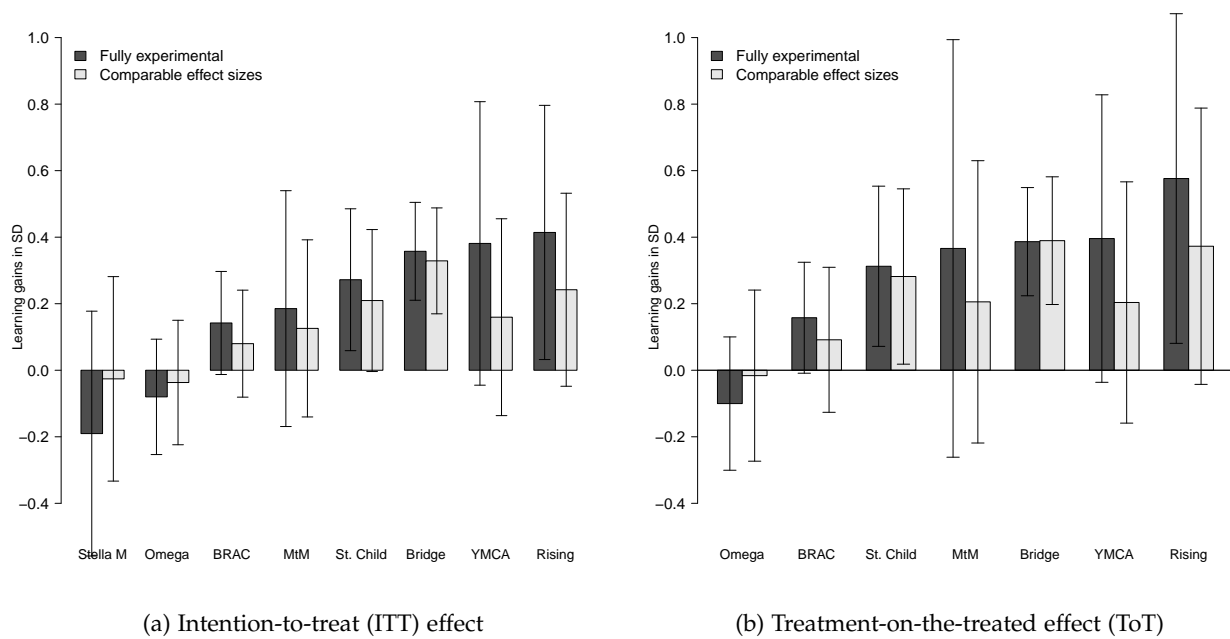 Fully experimental
Comparable effect sizes
Learning gains in SD
1.0
0.8
0.6
0.4
0.2
0.0
−0.2
−0.4
Stella M Omega BRAC MtM St. Child Bridge YMCA Rising
(a) Intention-to-treat (ITT) effect
Fully experimental
Comparable effect sizes
Learning gains in SD
1.0
0.8
0.6
0.4
0.2
0.0
−0.2
−0.4
Omega BRAC St. Child MtM Bridge YMCA Rising
(b) Treatment-on-the-treated effect (ToT)